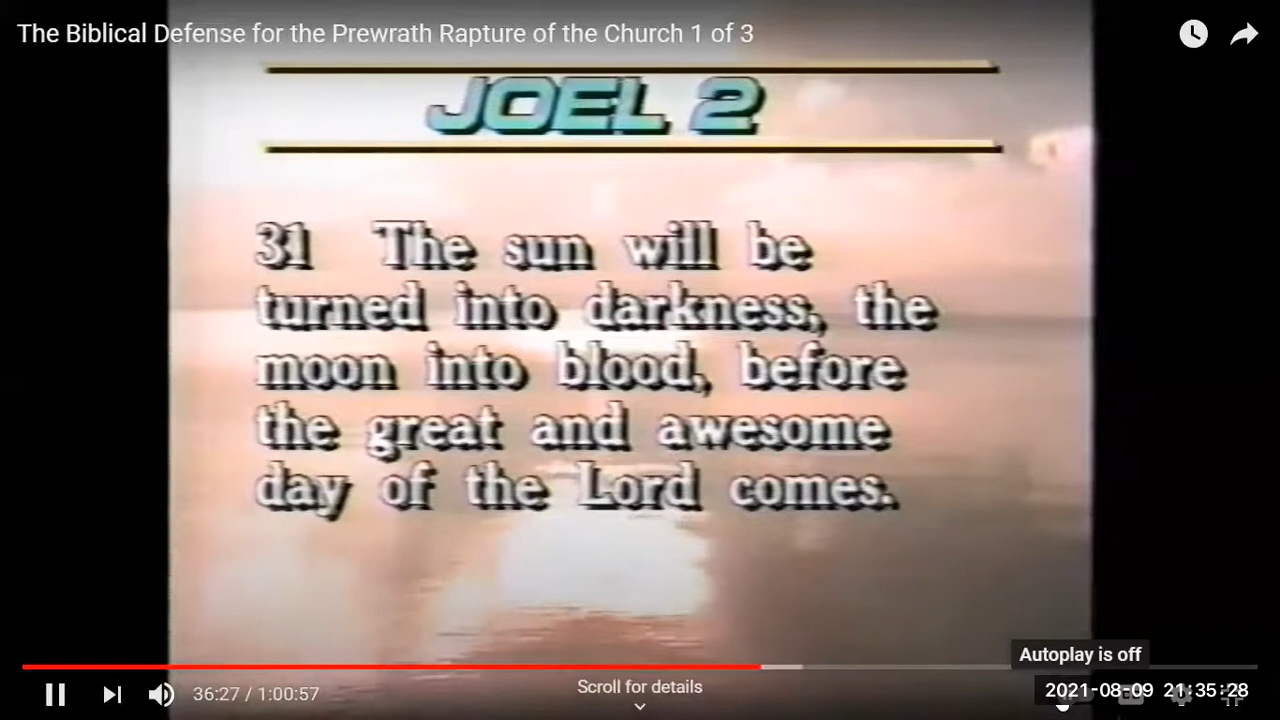 The Biblical Defense for the Prewrath Rapture of the Church 1 of 3
JOEL 2
31 The sun will be
turned into darkness, the
moon into blood, before
the great and awesome
day of the Lord comes.
Autoplay is off
36:27 / 1:00:57
Scroll for details
2021-08-09 21:35:28